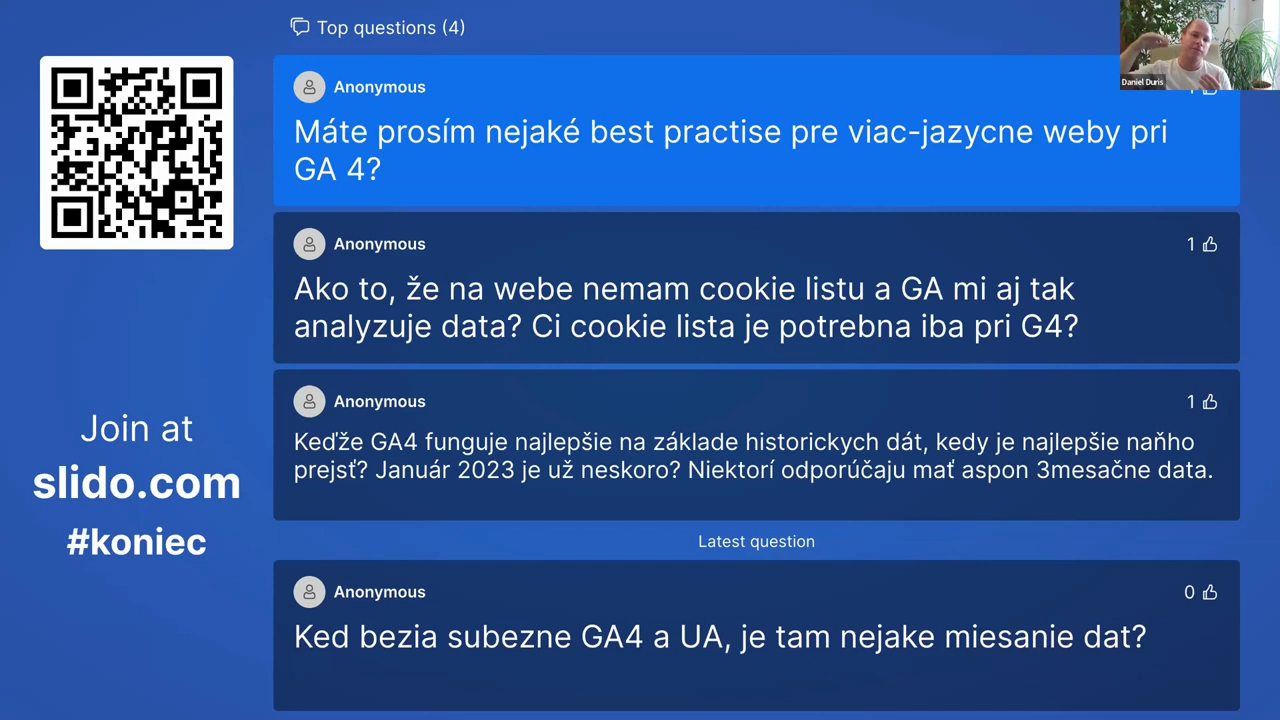 Top questions (4)
Daniel Duris
Anonymous
Máte prosím nejaké best practise pre viac-jazycne weby pri
GA 4?
Anonymous
1
Ako to, že na webe nemam cookie listu a GA mi aj tak
analyzuje data? Ci cookie lista je potrebna iba pri G4?
Anonymous
1
Keďže GA4 funguje najlepšie na základe historickych dát, kedy je najlepšie naňho
prejsť? Január 2023 je už neskoro? Niektorí odporúčaju mať aspon 3mesačne data.
Join at
slido.com
#koniec
Latest question
Anonymous
0
Ked bezia subezne GA4 a UA, je tam nejake miesanie dat?